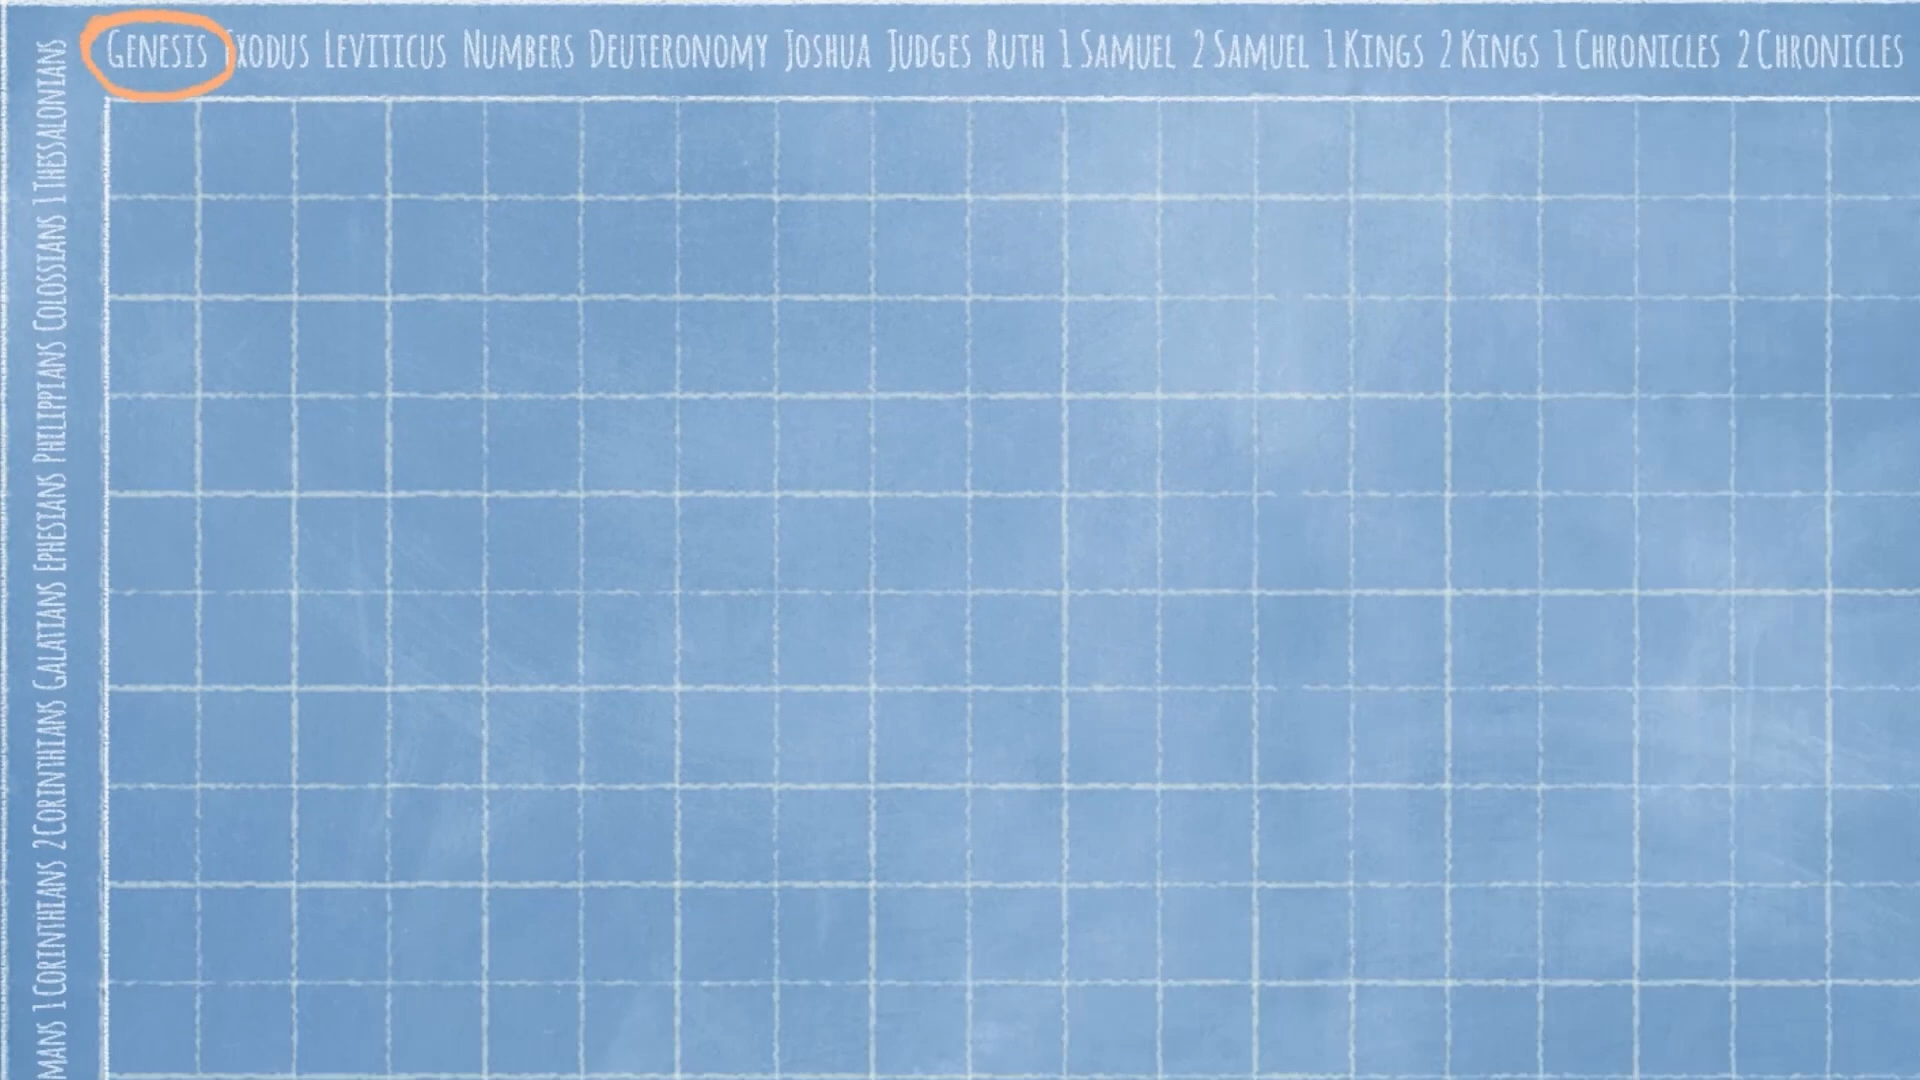 GENESIS EXODUS LEVITICUS NUMBERS DEUTERONOMY JOSHUA JUDGES RUTH 1 SAMUEL 2 SAMUEL 1 KINGS 2 KINGS 1 CHRONICLES 2 CHRONICLES
MANS 1 CORINTHIANS 2 CORINTHIANS GALATIANS EPHESIANS PHILIPPIANS COLOSSIANS 1 THESSALONIANS